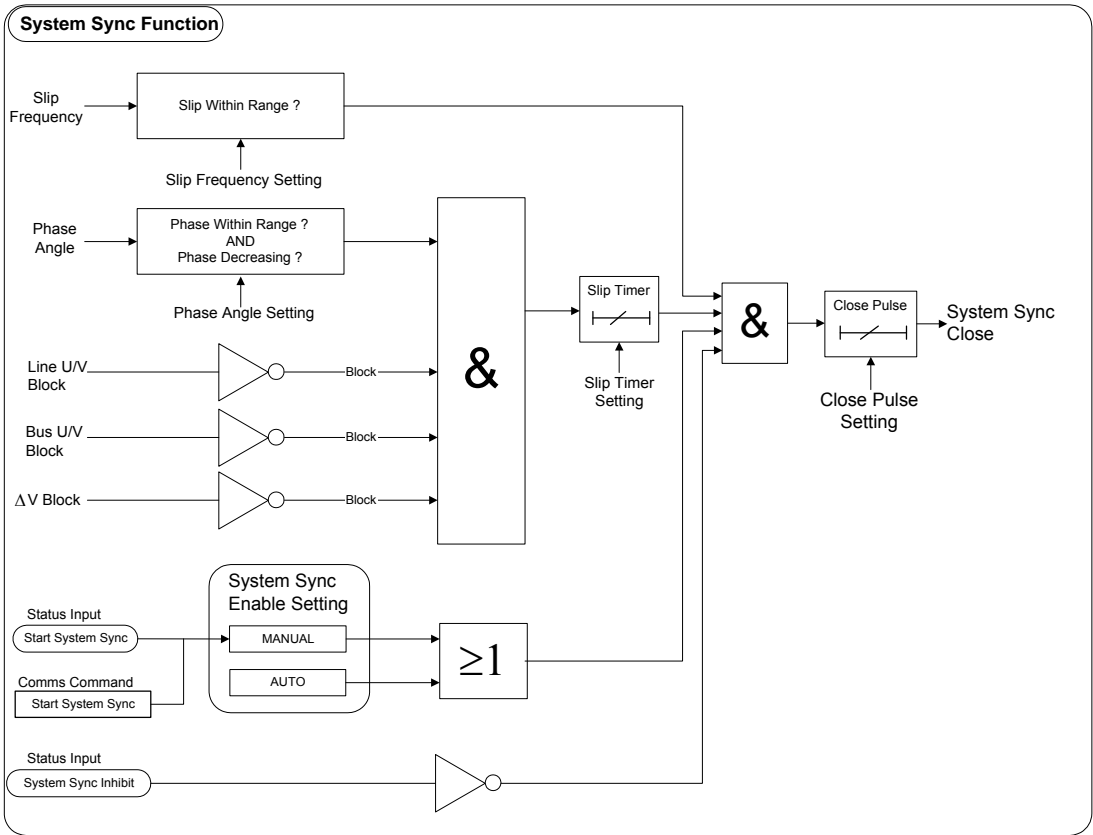 System Sync Function
Slip
Frequency
Slip Within Range ?
Slip Frequency Setting
Phase
Angle
Phase Within Range ?
AND
Phase Decreasing ?
Phase Angle Setting
Line U/V
Block
Block
Bus U/V
Block
Block
ΔV Block
Block
&
Slip Timer
Slip Timer
Setting
&
Close Pulse
Close Pulse
Setting
System Sync
Close
System Sync
Enable Setting
Status Input
Start System Sync
MANUAL
AUTO
≥1
Comms Command
Start System Sync
Status Input
System Sync Inhibit